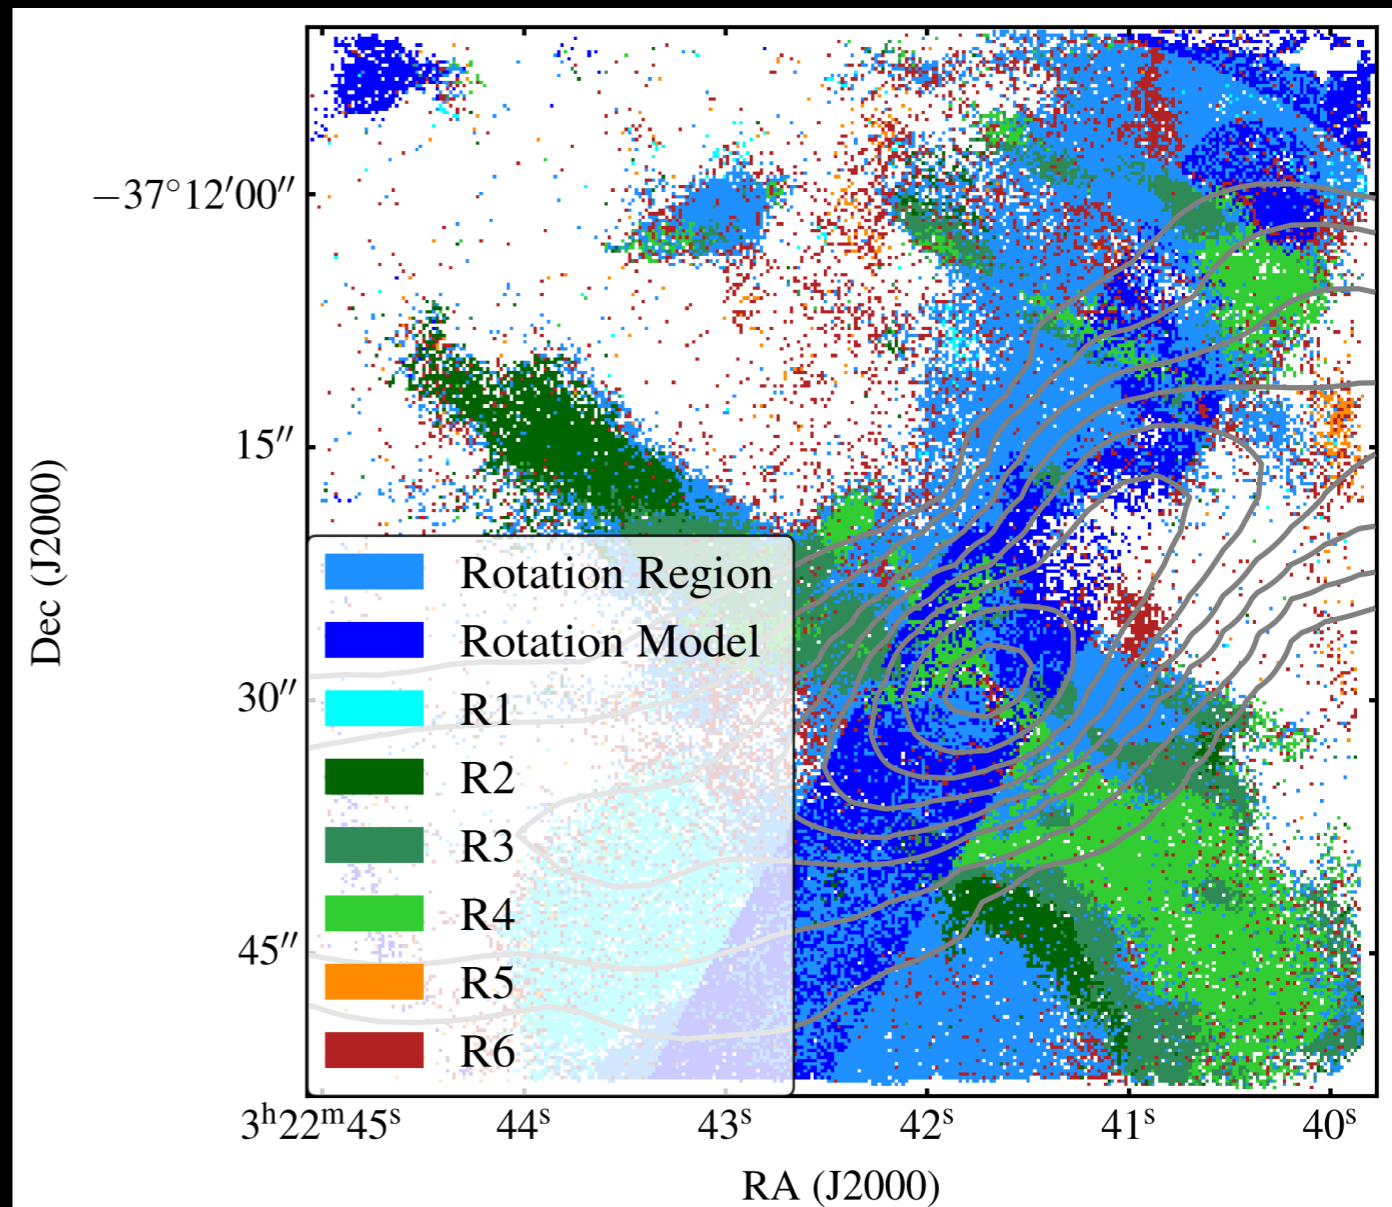 −37°12′00″
15″
30″
45″
Dec (J2000)
Rotation Region
Rotation Model
R1
R2
R3
R4
R5
R6
3ʰ22ᵐ45ˢ 44ˢ 43ˢ 42ˢ 41ˢ 40ˢ
RA (J2000)